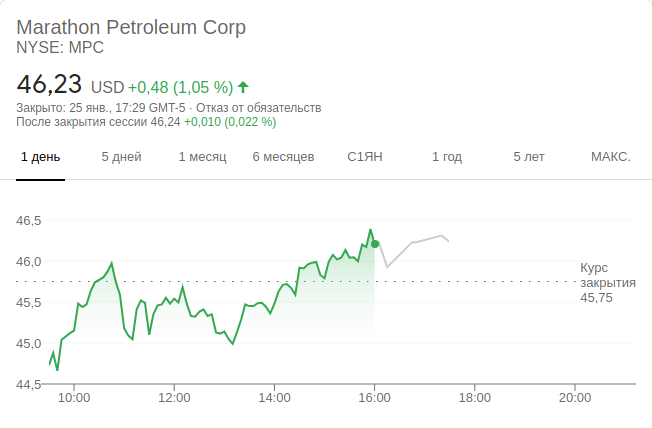 Marathon Petroleum Corp
NYSE: MPC
46,23 USD +0,48 (1,05 %)
Закрыто: 25 янв., 17:29 GMT-5 · Отказ от обязательств
После закрытия сессии 46,24 +0,010 (0,022 %)
1 день 5 дней 1 месяц 6 месяцев С1ЯН 1 год 5 лет МАКС.
46,5
46,0
Курс
закрытия
45,75
45,5
45,0
44,5
10:00 12:00 14:00 16:00 18:00 20:00